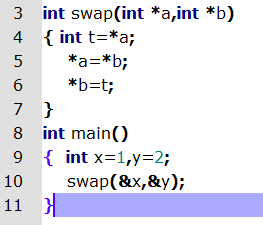 3 int swap(int *a,int *b)
4 { int t=*a;
5 *a=*b;
6 *b=t;
7 }
8 int main()
9 { int x=1,y=2;
10 swap(&x,&y);
11 }